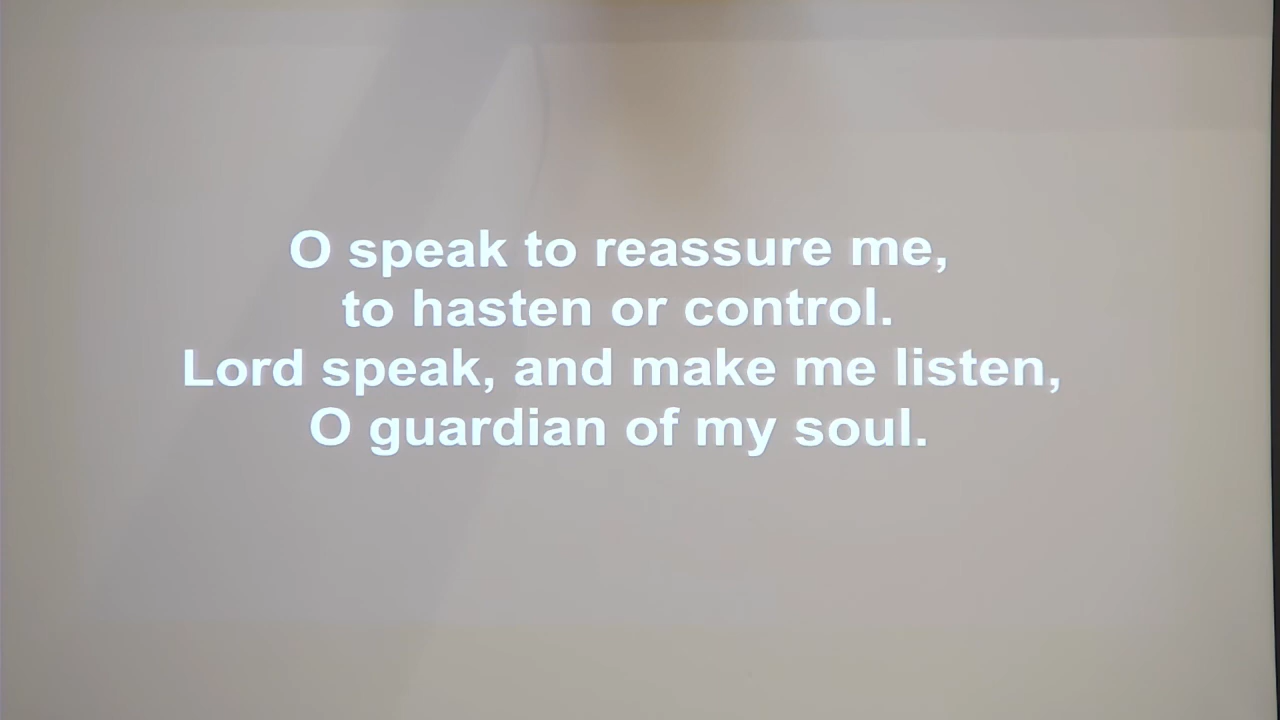 O speak to reassure me,
to hasten or control.
Lord speak, and make me listen,
O guardian of my soul.